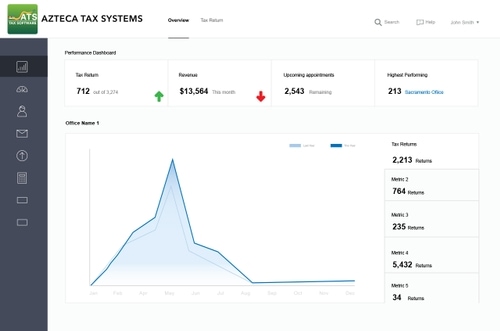 ATS
TAX SOFTWARE
AZTECA TAX SYSTEMS
Overview
Tax Return
Search
Help
John Smith
Performance Dashboard
Tax Return
712 out of 3,274
Revenue
$13,564 This month
Upcoming appointments
2,543 Remaining
Highest Performing
213 Sacramento Office
Office Name 1
Last Year
This Year
Tax Returns
2,213 Returns
Metric 2
764 Returns
Metric 3
235 Returns
Metric 4
5,432 Returns
Metric 5
34 Returns
Jan Feb Apr May Jun Jul Aug Sep Oct Nov Dec